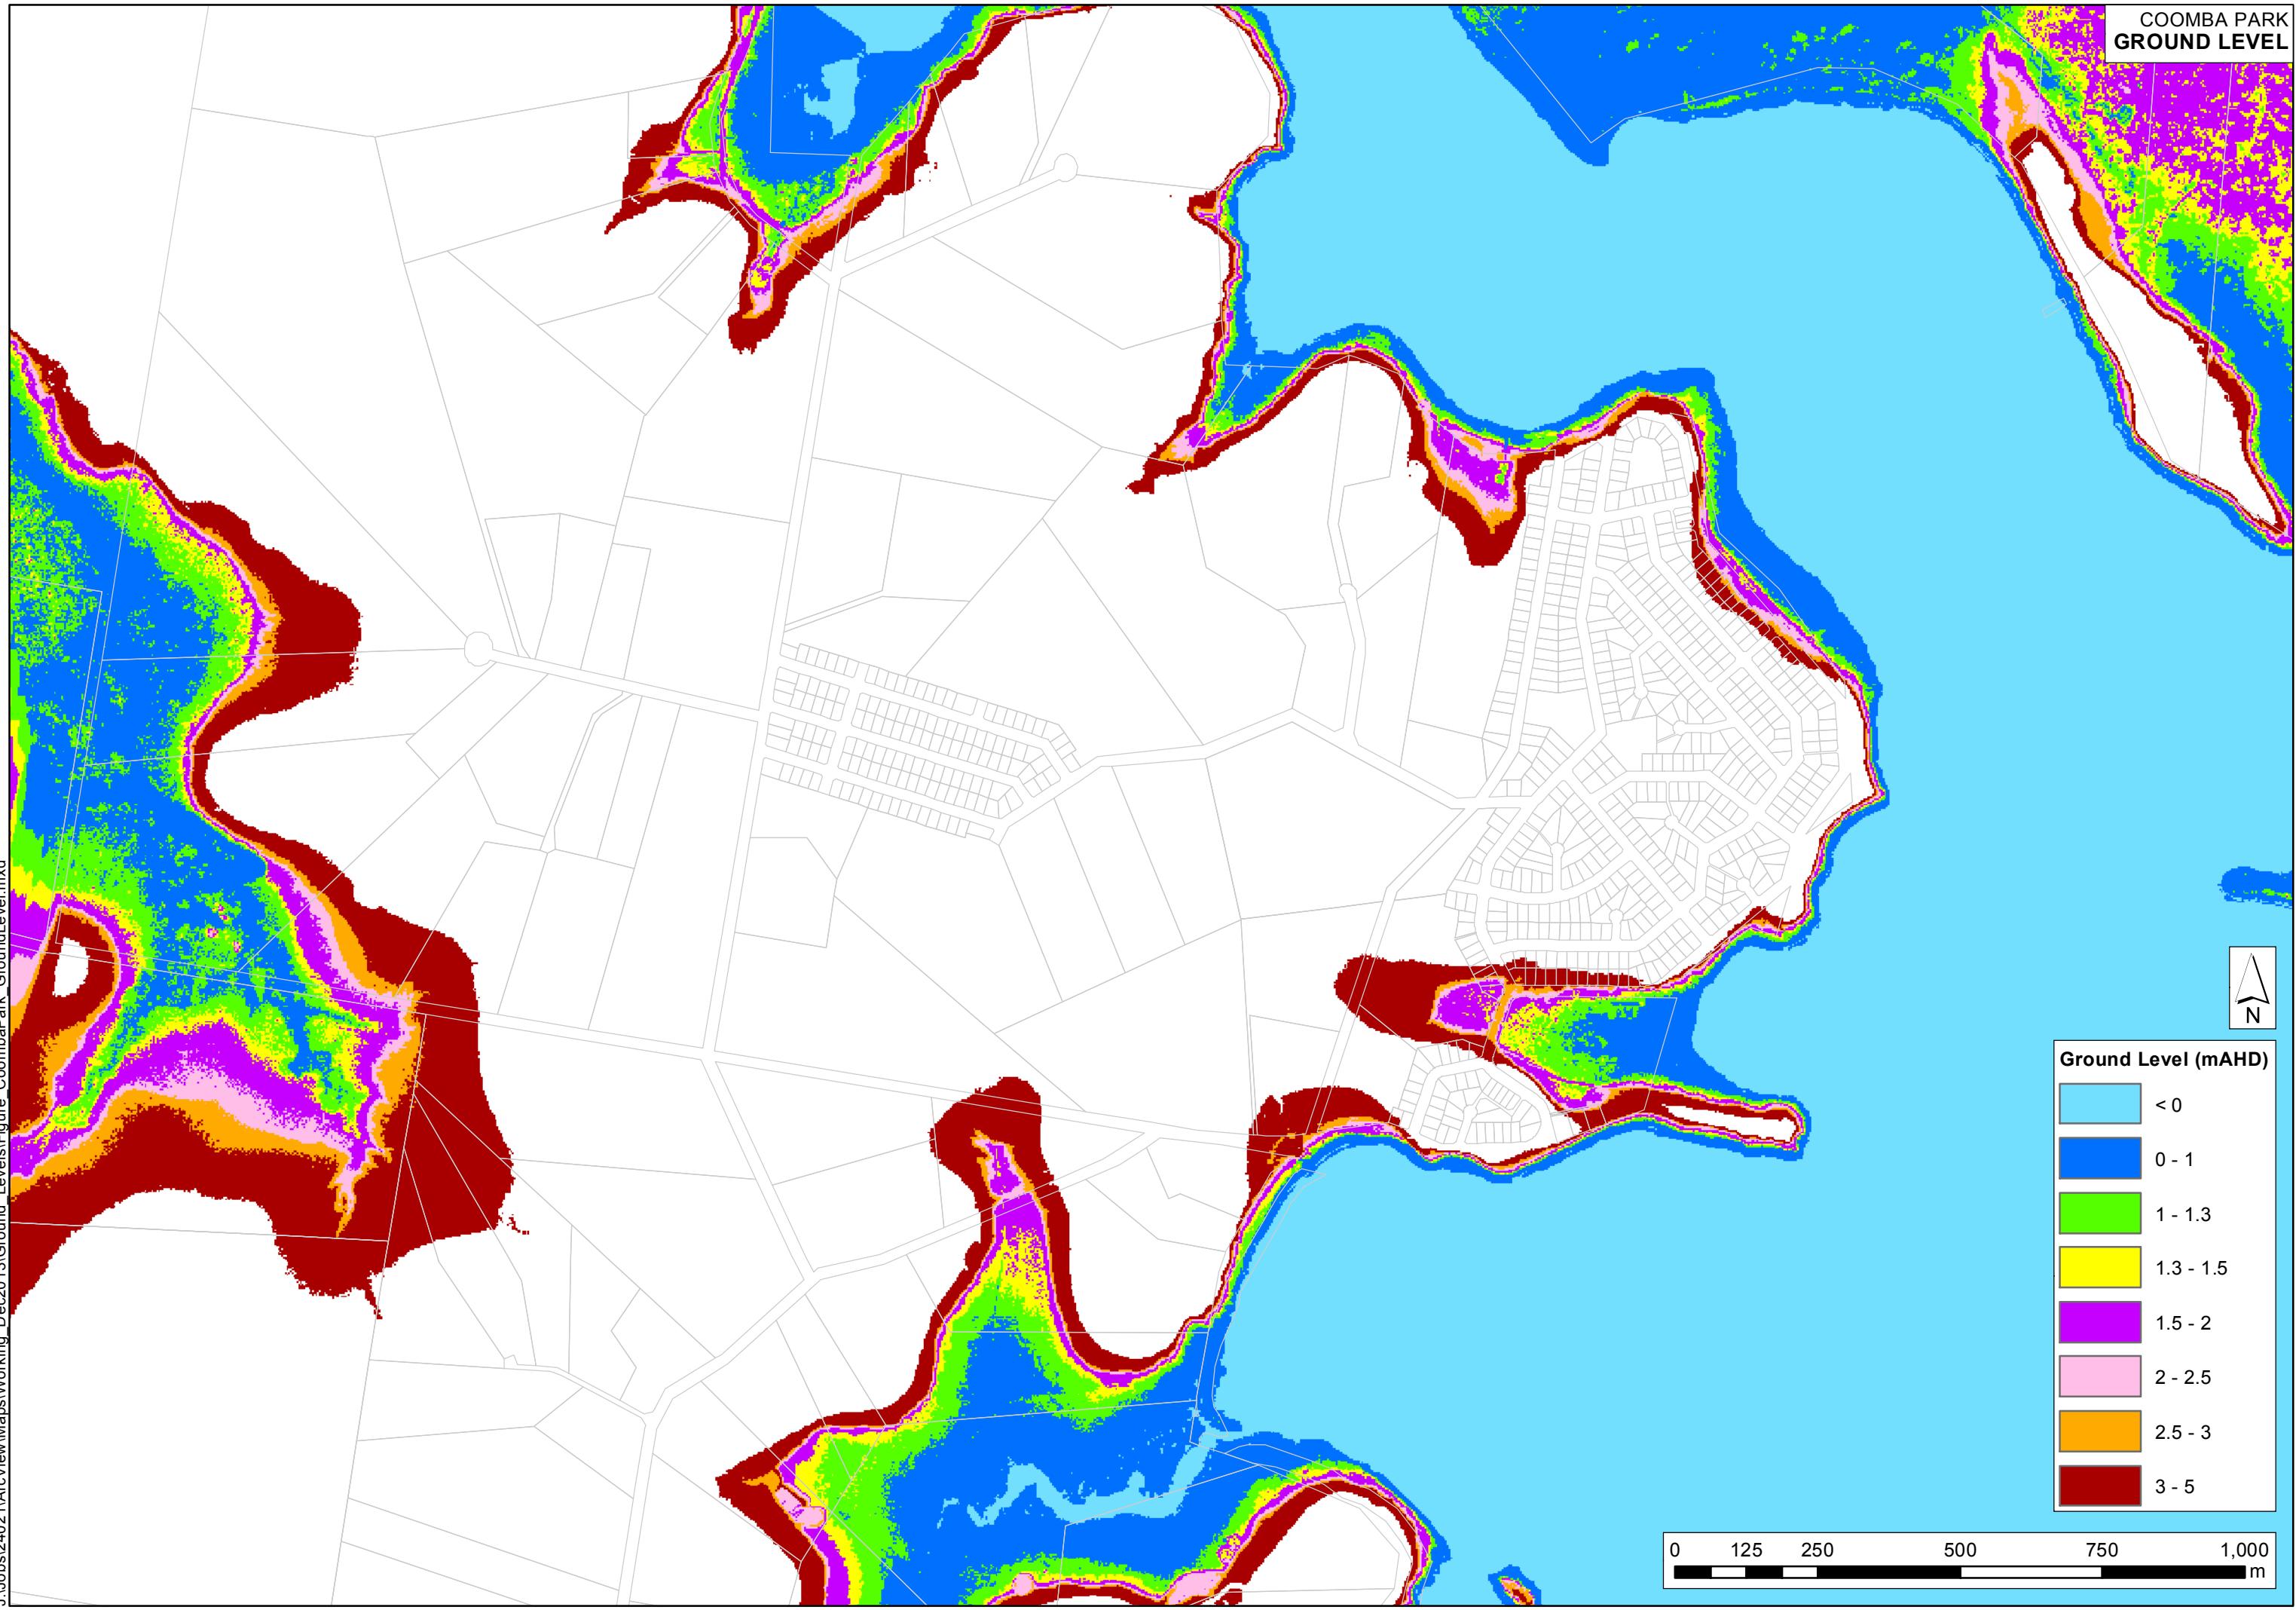 COOMBA PARK
GROUND LEVEL
N
Ground Level (mAHD)
< 0
0 - 1
1 - 1.3
1.3 - 1.5
1.5 - 2
2 - 2.5
2.5 - 3
3 - 5
0 125 250 500 750 1,000
m